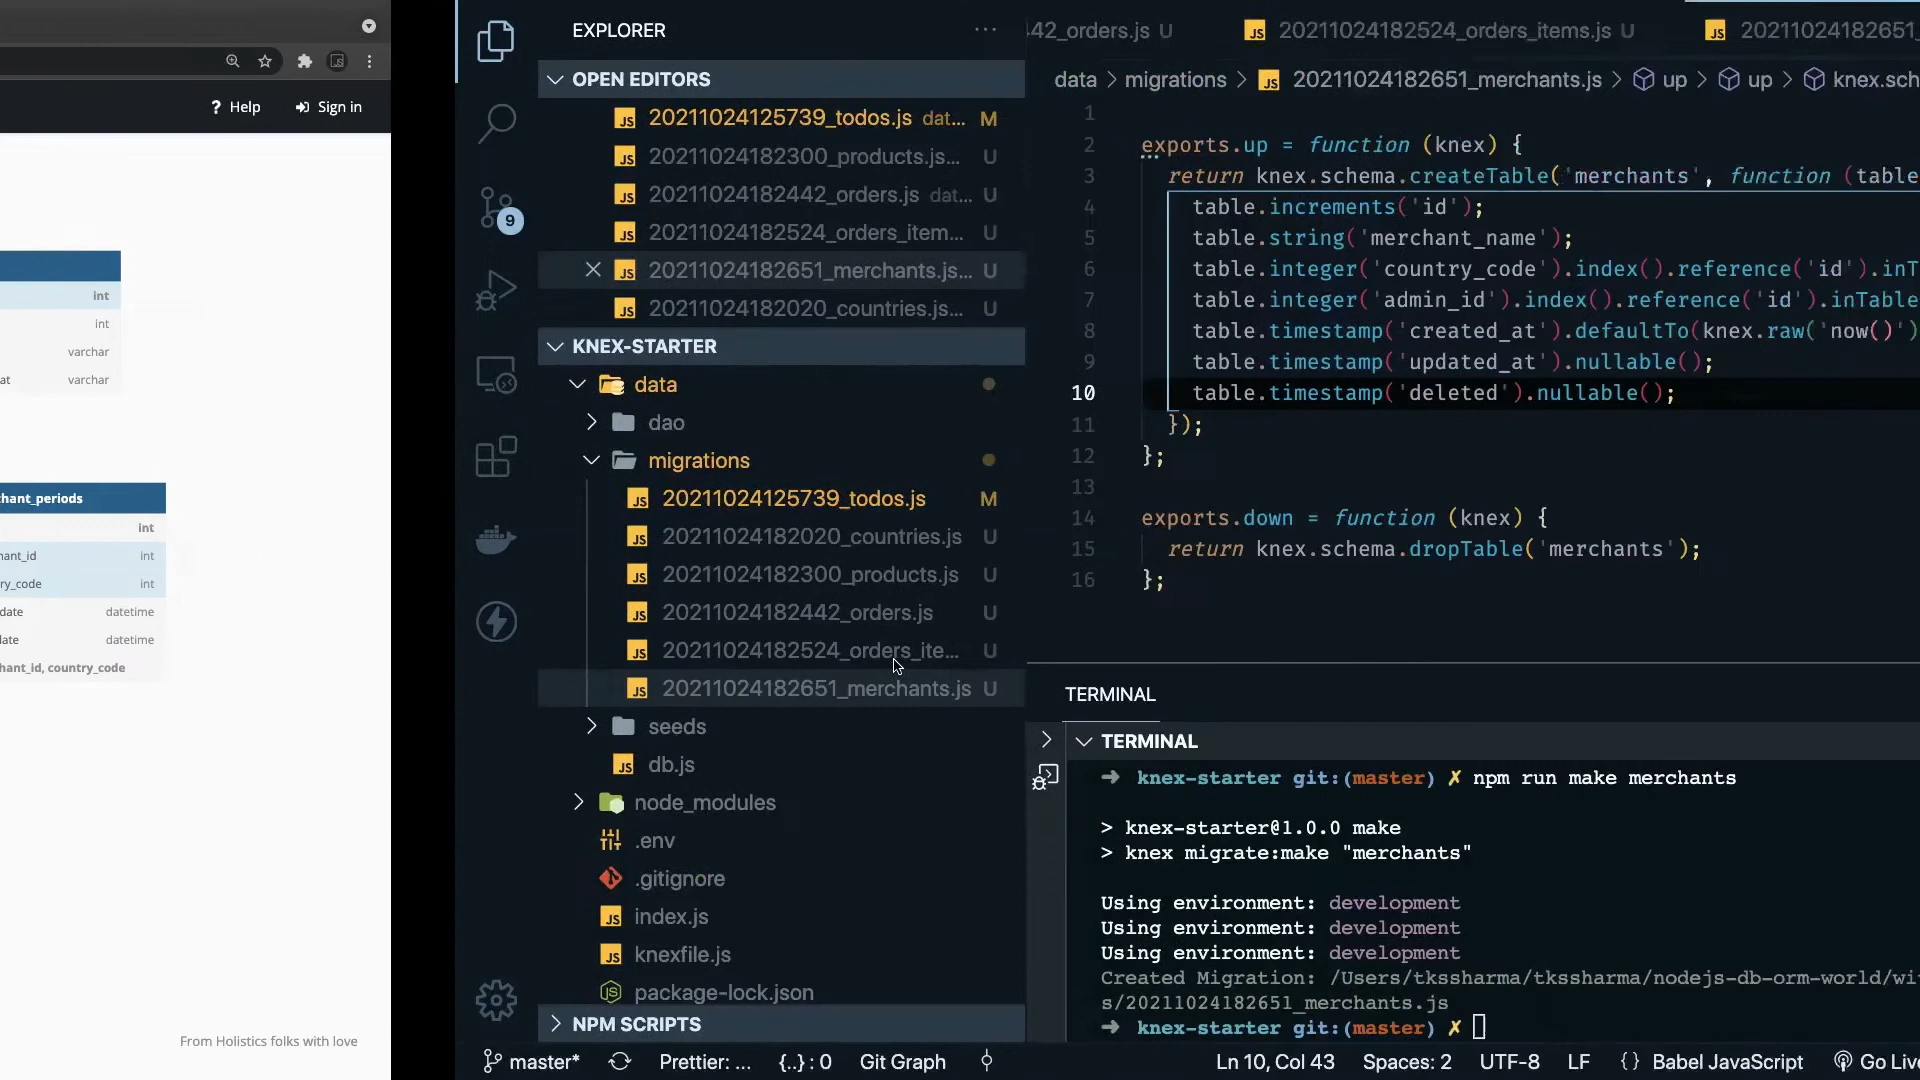 Help
Sign in
int
int
varchar
at
varchar
hant_periods
int
nant_id
int
ry_code
int
date
datetime
late
datetime
hant_id, country_code
From Holistics folks with love
EXPLORER
···
OPEN EDITORS
20211024125739_todos.js dat... M
20211024182300_products.js... U
20211024182442_orders.js dat... U
20211024182524_orders_item... U
20211024182651_merchants.js... U
20211024182020_countries.js... U
9
KNEX-STARTER
data
dao
migrations
20211024125739_todos.js M
20211024182020_countries.js U
20211024182300_products.js U
20211024182442_orders.js U
20211024182524_orders_ite... U
20211024182651_merchants.js U
seeds
db.js
node_modules
.env
.gitignore
index.js
knexfile.js
package-lock.json
NPM SCRIPTS
42_orders.js U
20211024182524_orders_items.js U
20211024182651_
data > migrations > 20211024182651_merchants.js > up > up > knex.sch
1
2 exports.up = function (knex) {
3 return knex.schema.createTable('merchants', function (table
4 table.increments('id');
5 table.string('merchant_name');
6 table.integer('country_code').index().reference('id').inT
7 table.integer('admin_id').index().reference('id').inTable
8 table.timestamp('created_at').defaultTo(knex.raw('now()')
9 table.timestamp('updated_at').nullable();
10 table.timestamp('deleted').nullable();
11 });
12 };
13
14 exports.down = function (knex) {
15 return knex.schema.dropTable('merchants');
16 };
TERMINAL
TERMINAL
➜ knex-starter git:(master) ✗ npm run make merchants
> knex-starter@1.0.0 make
> knex migrate:make "merchants"
Using environment: development
Using environment: development
Using environment: development
Created Migration: /Users/tkssharma/tkssharma/nodejs-db-orm-world/wi
s/20211024182651_merchants.js
➜ knex-starter git:(master) ✗
master*
Prettier: ...
{..} : 0
Git Graph
Ln 10, Col 43
Spaces: 2
UTF-8
LF
{} Babel JavaScript
Go Liv